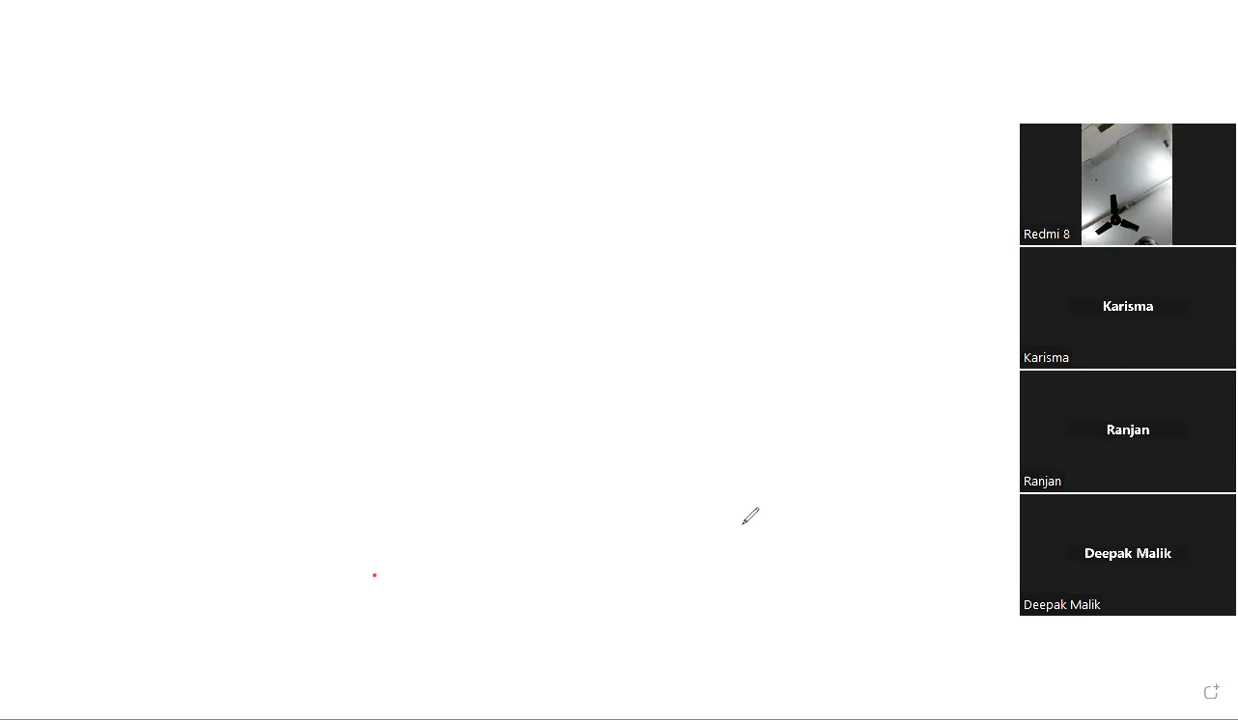 Redmi 8
Karisma
Karisma
Ranjan
Ranjan
Deepak Malik
Deepak Malik